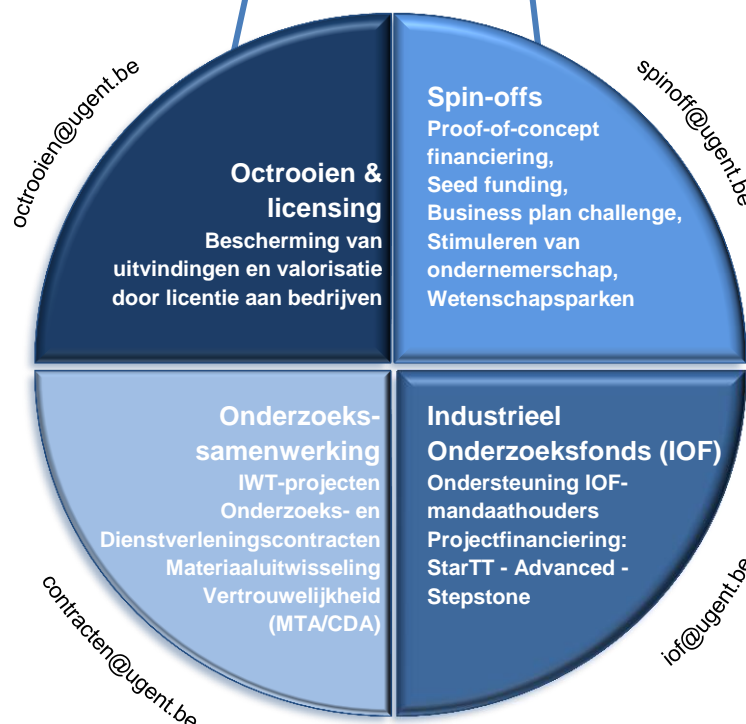 octrooien@ugent.be
Octrooien &
licensing
Bescherming van
uitvindingen en valorisatie
door licentie aan bedrijven
spinoff@ugent.be
Spin-offs
Proof-of-concept
financiering,
Seed funding,
Business plan challenge,
Stimuleren van
ondernemerschap,
Wetenschapsparken
contracten@ugent.be
Onderzoeks-
samenwerking
IWT-projecten
Onderzoeks- en
Dienstverleningscontracten
Materiaaluitwisseling
Vertrouwelijkheid
(MTA/CDA)
Industrieel
Onderzoeksfonds (IOF)
Ondersteuning IOF-
mandaathouders
Projectfinanciering:
StarTT - Advanced -
Stepstone
iof@ugent.be